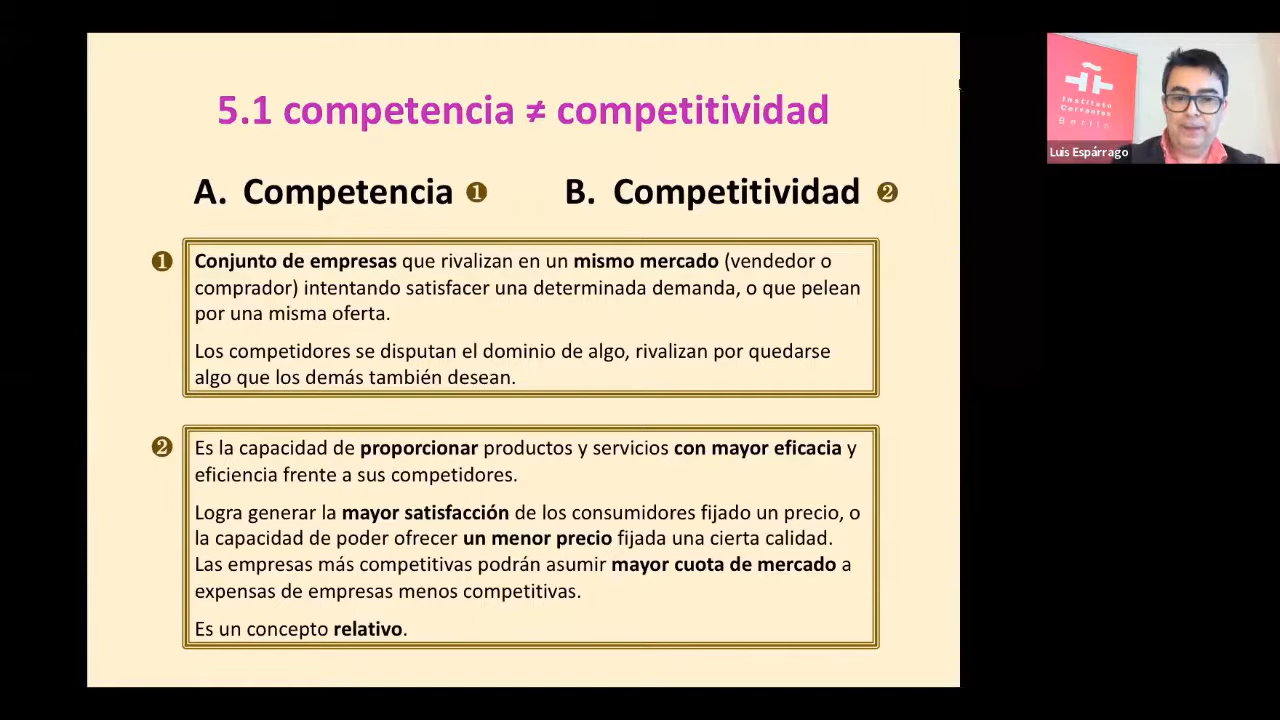 5.1 competencia ≠ competitividad
A. Competencia ❶
B. Competitividad ❷
❶
Conjunto de empresas que rivalizan en un mismo mercado (vendedor o
comprador) intentando satisfacer una determinada demanda, o que pelean
por una misma oferta.
Los competidores se disputan el dominio de algo, rivalizan por quedarse
algo que los demás también desean.
❷
Es la capacidad de proporcionar productos y servicios con mayor eficacia y
eficiencia frente a sus competidores.
Logra generar la mayor satisfacción de los consumidores fijado un precio, o
la capacidad de poder ofrecer un menor precio fijada una cierta calidad.
Las empresas más competitivas podrán asumir mayor cuota de mercado a
expensas de empresas menos competitivas.
Es un concepto relativo.
Instituto
Cervantes
Berlin
Luis Espárrago